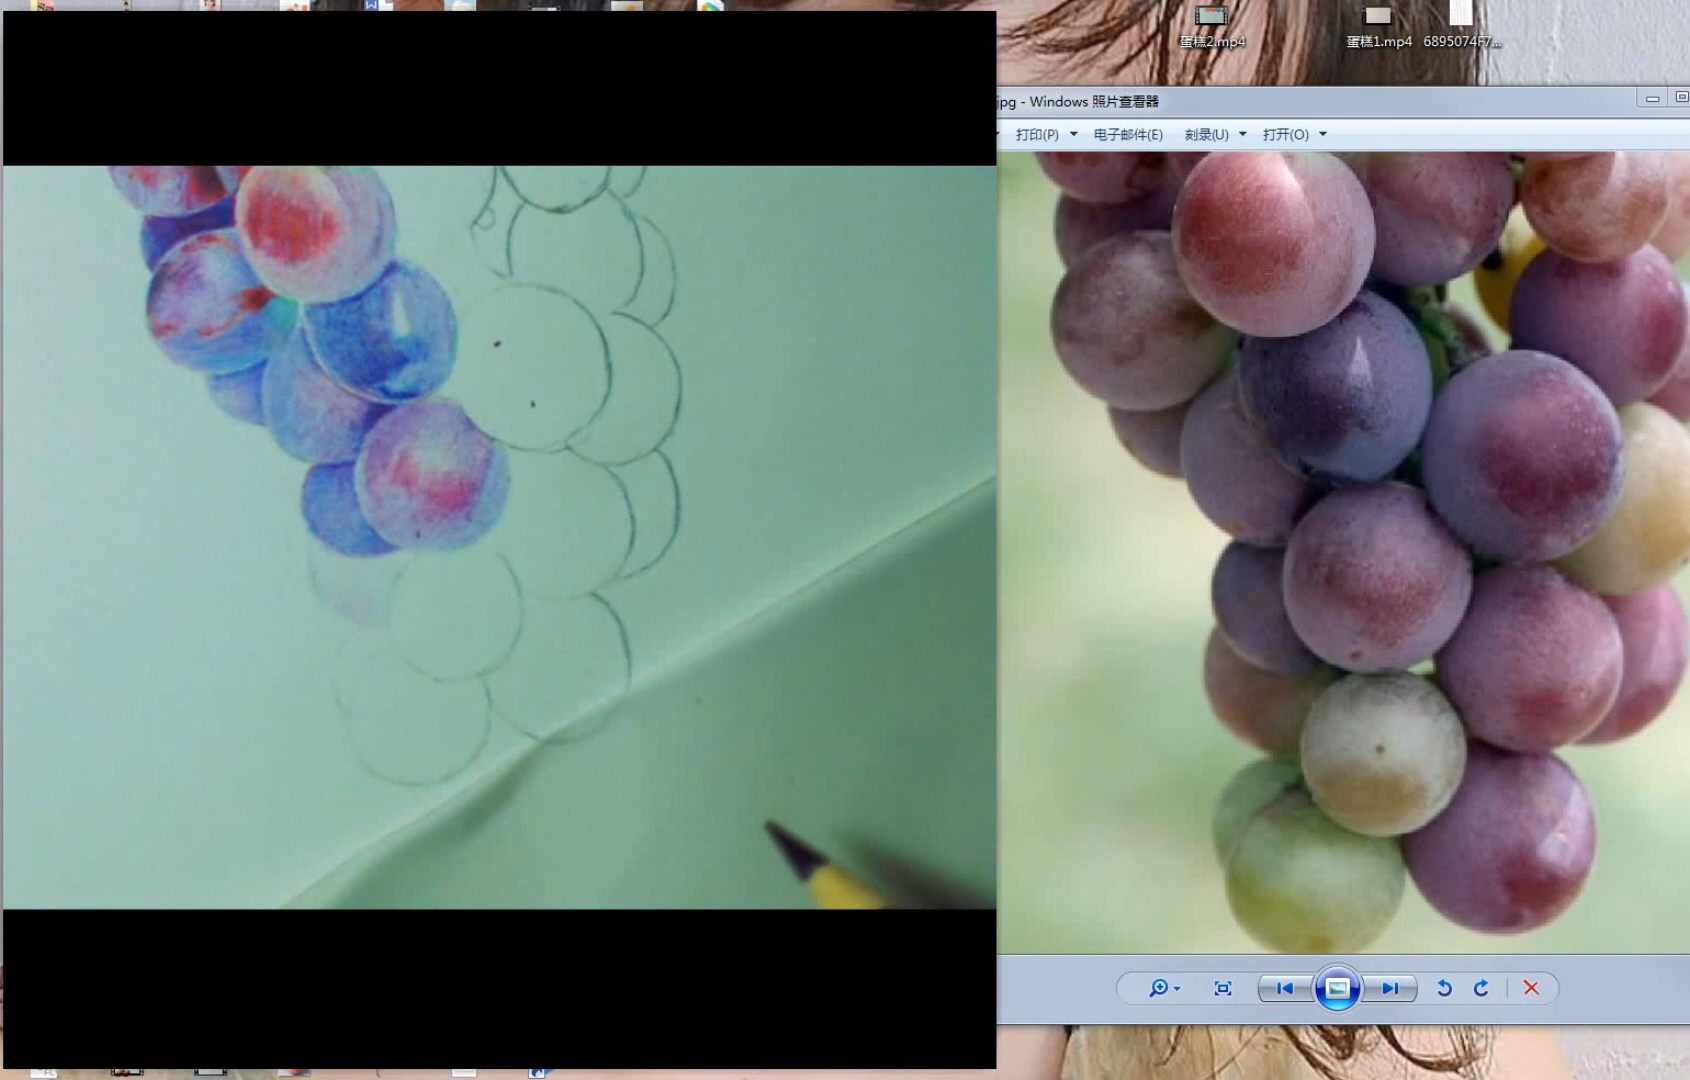 蛋糕2.mp4
蛋糕1.mp4
6895074F7...
jpg - Windows 照片查看器
打印(P)
电子邮件(E)
刻录(U)
打开(O)